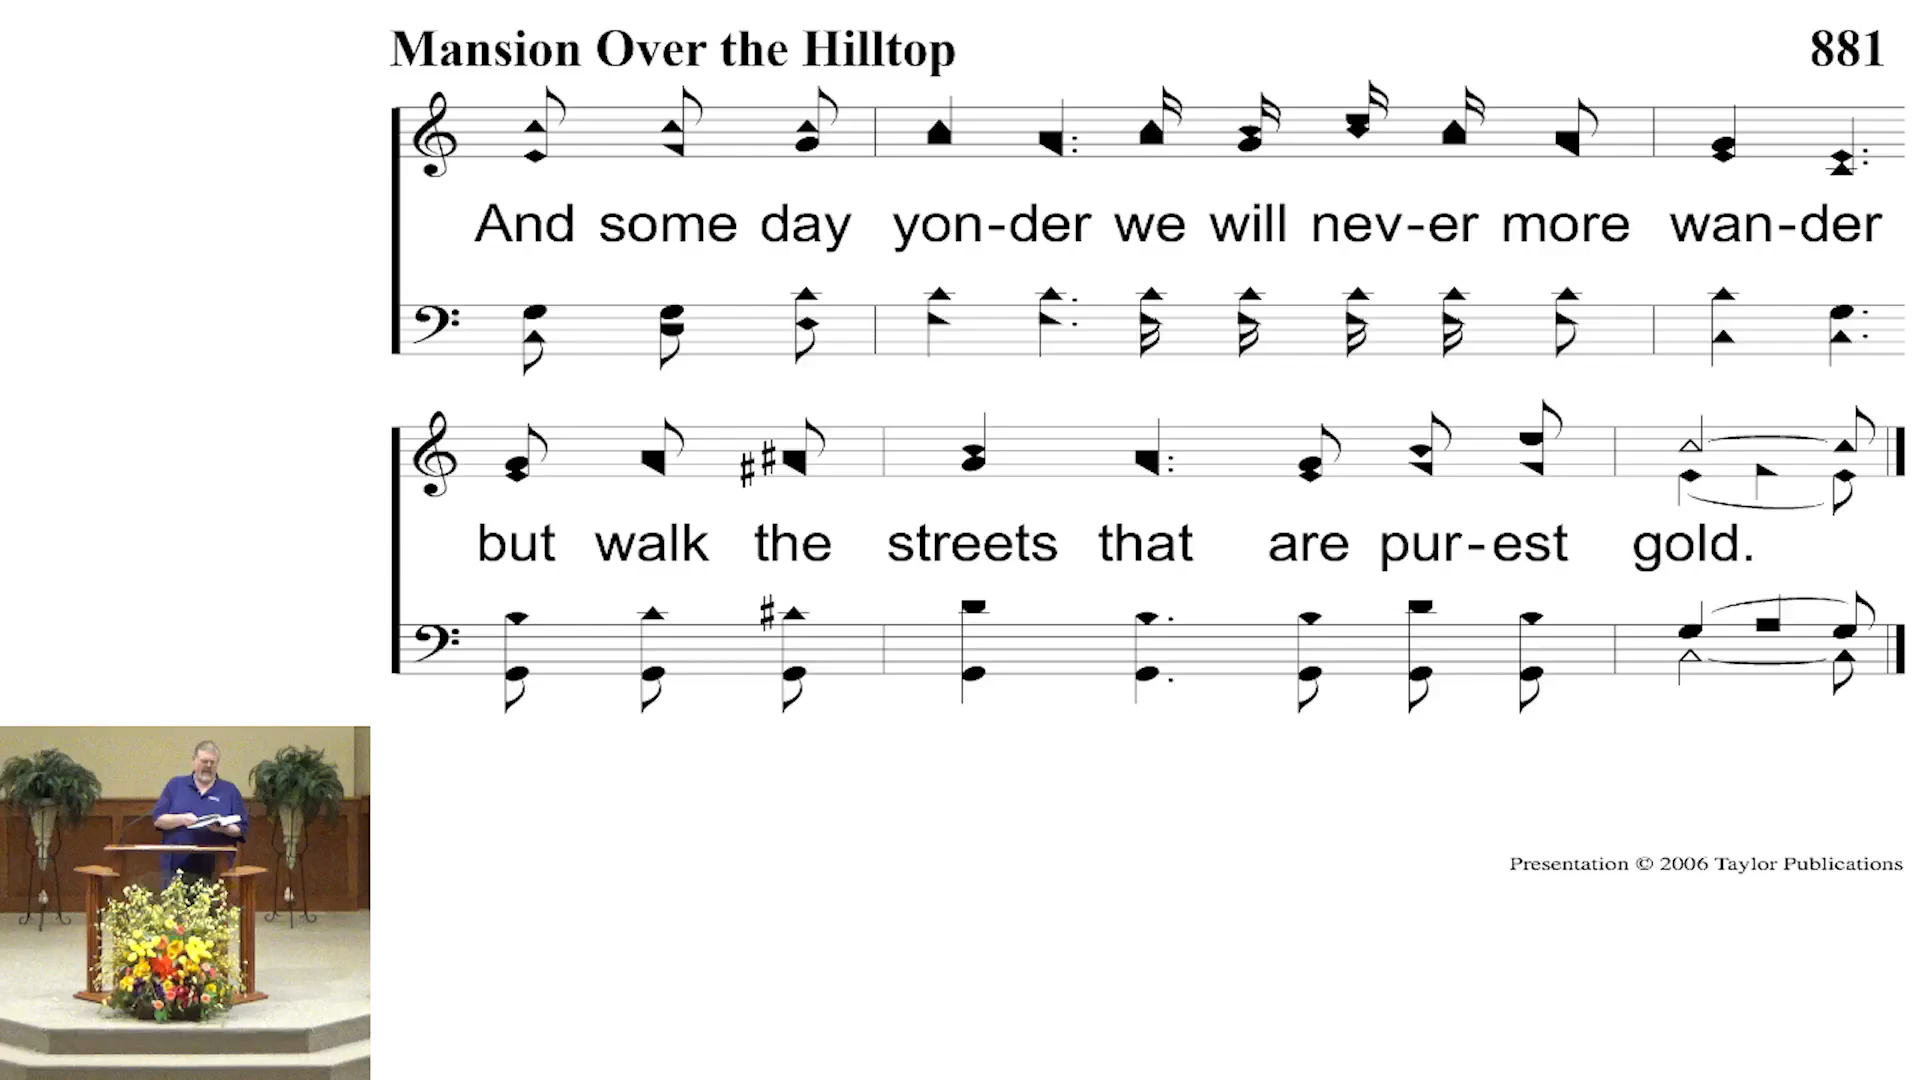 Mansion Over the Hilltop 881
And some day yon-der we will nev-er more wan-der
but walk the streets that are pur-est gold.
Presentation © 2006 Taylor Publications